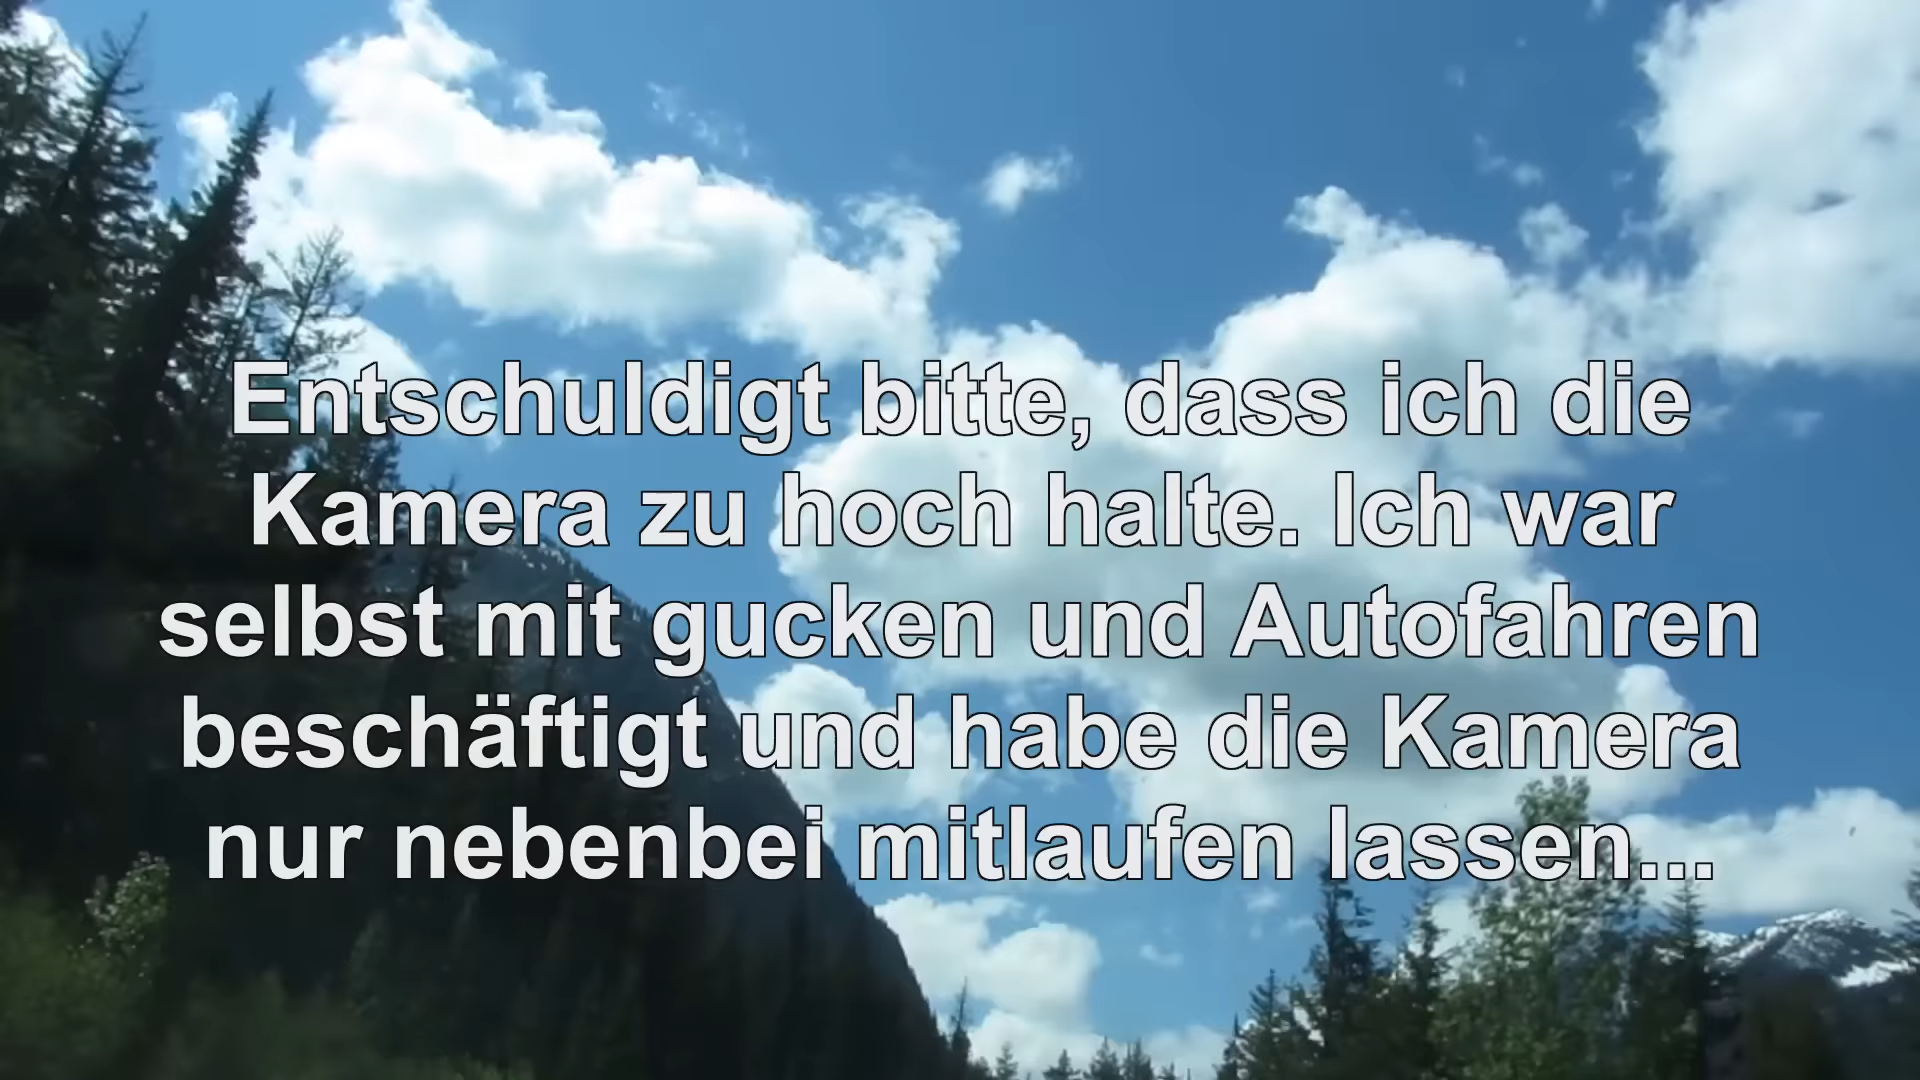 Entschuldigt bitte, dass ich die
Kamera zu hoch halte. Ich war
selbst mit gucken und Autofahren
beschäftigt und habe die Kamera
nur nebenbei mitlaufen lassen...